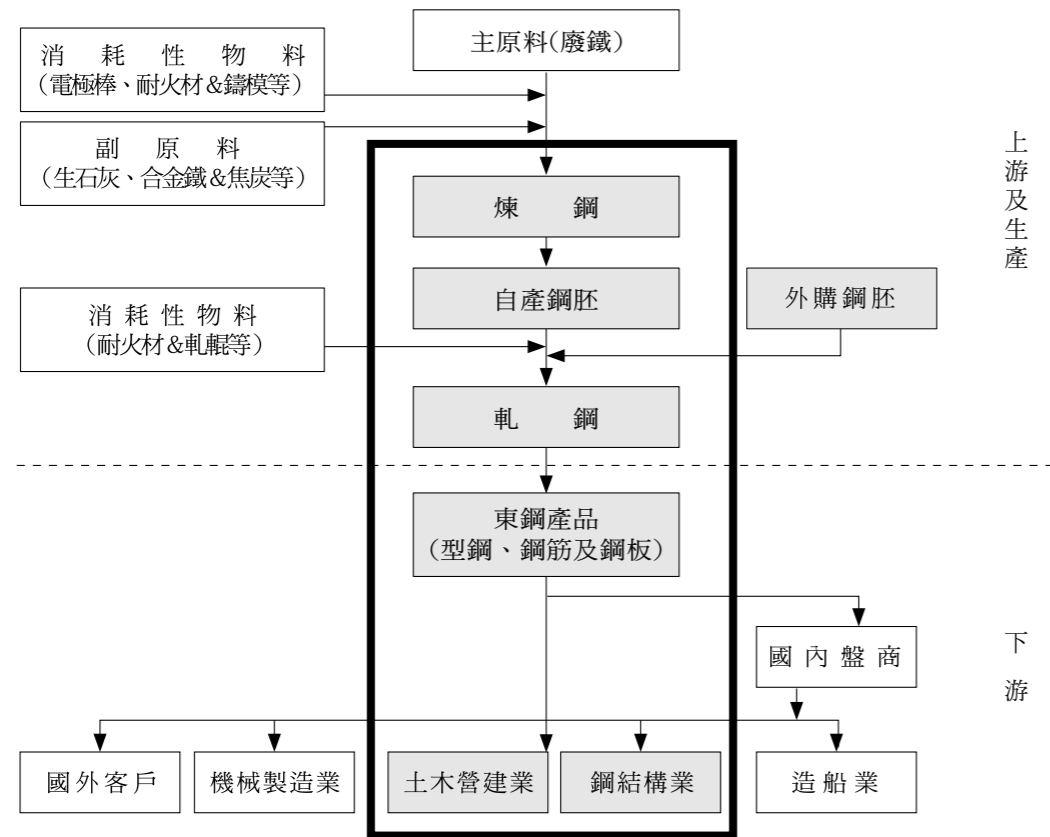 主原料(廢鐵)
消耗性物料
(電極棒、耐火材&鑄模等)
副原料
(生石灰、合金鐵&焦炭等)
煉鋼
自產鋼胚
外購鋼胚
消耗性物料
(耐火材&軋輥等)
軋鋼
上游及生產
東鋼產品
(型鋼、鋼筋及鋼板)
國內盤商
下游
國外客戶
機械製造業
土木營建業
鋼結構業
造船業